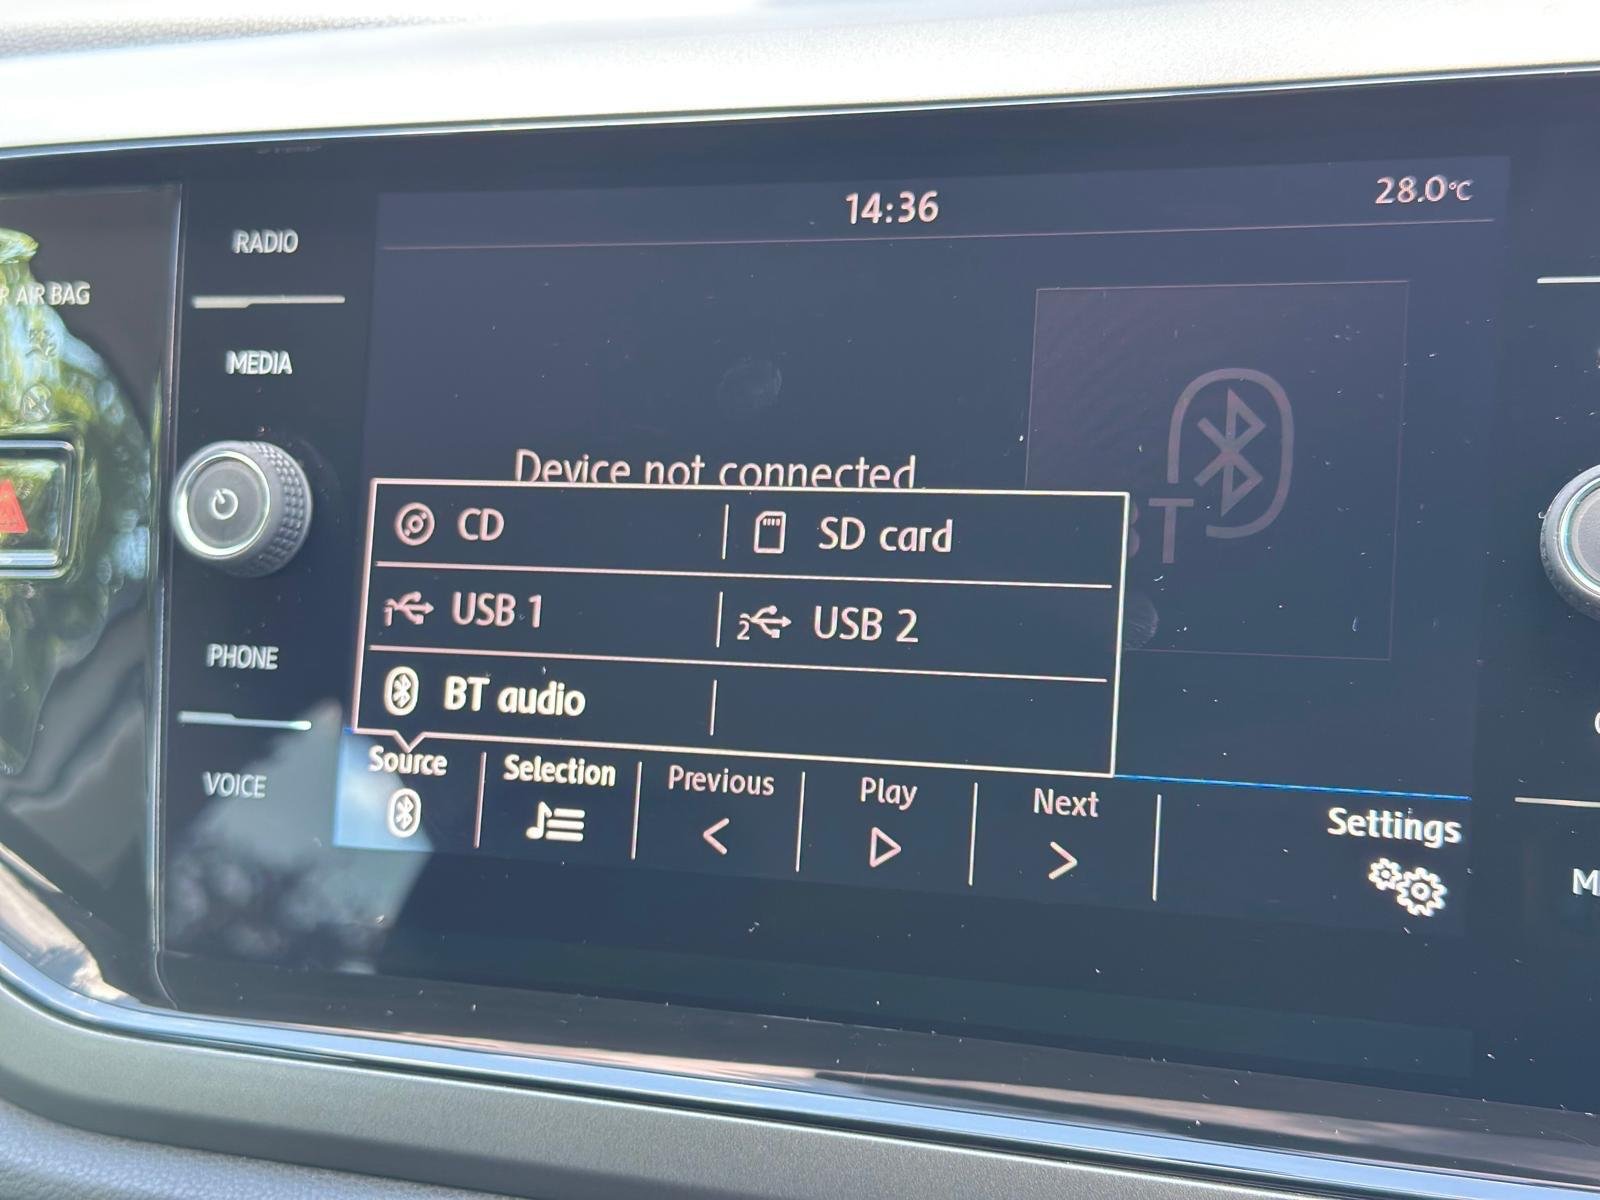 14:36
28.0°C
RADIO
AIR BAG
MEDIA
Device not connected.
CD
SD card
BT
USB 1
USB 2
PHONE
BT audio
VOICE
Source
Selection
Previous
Play
Next
Settings